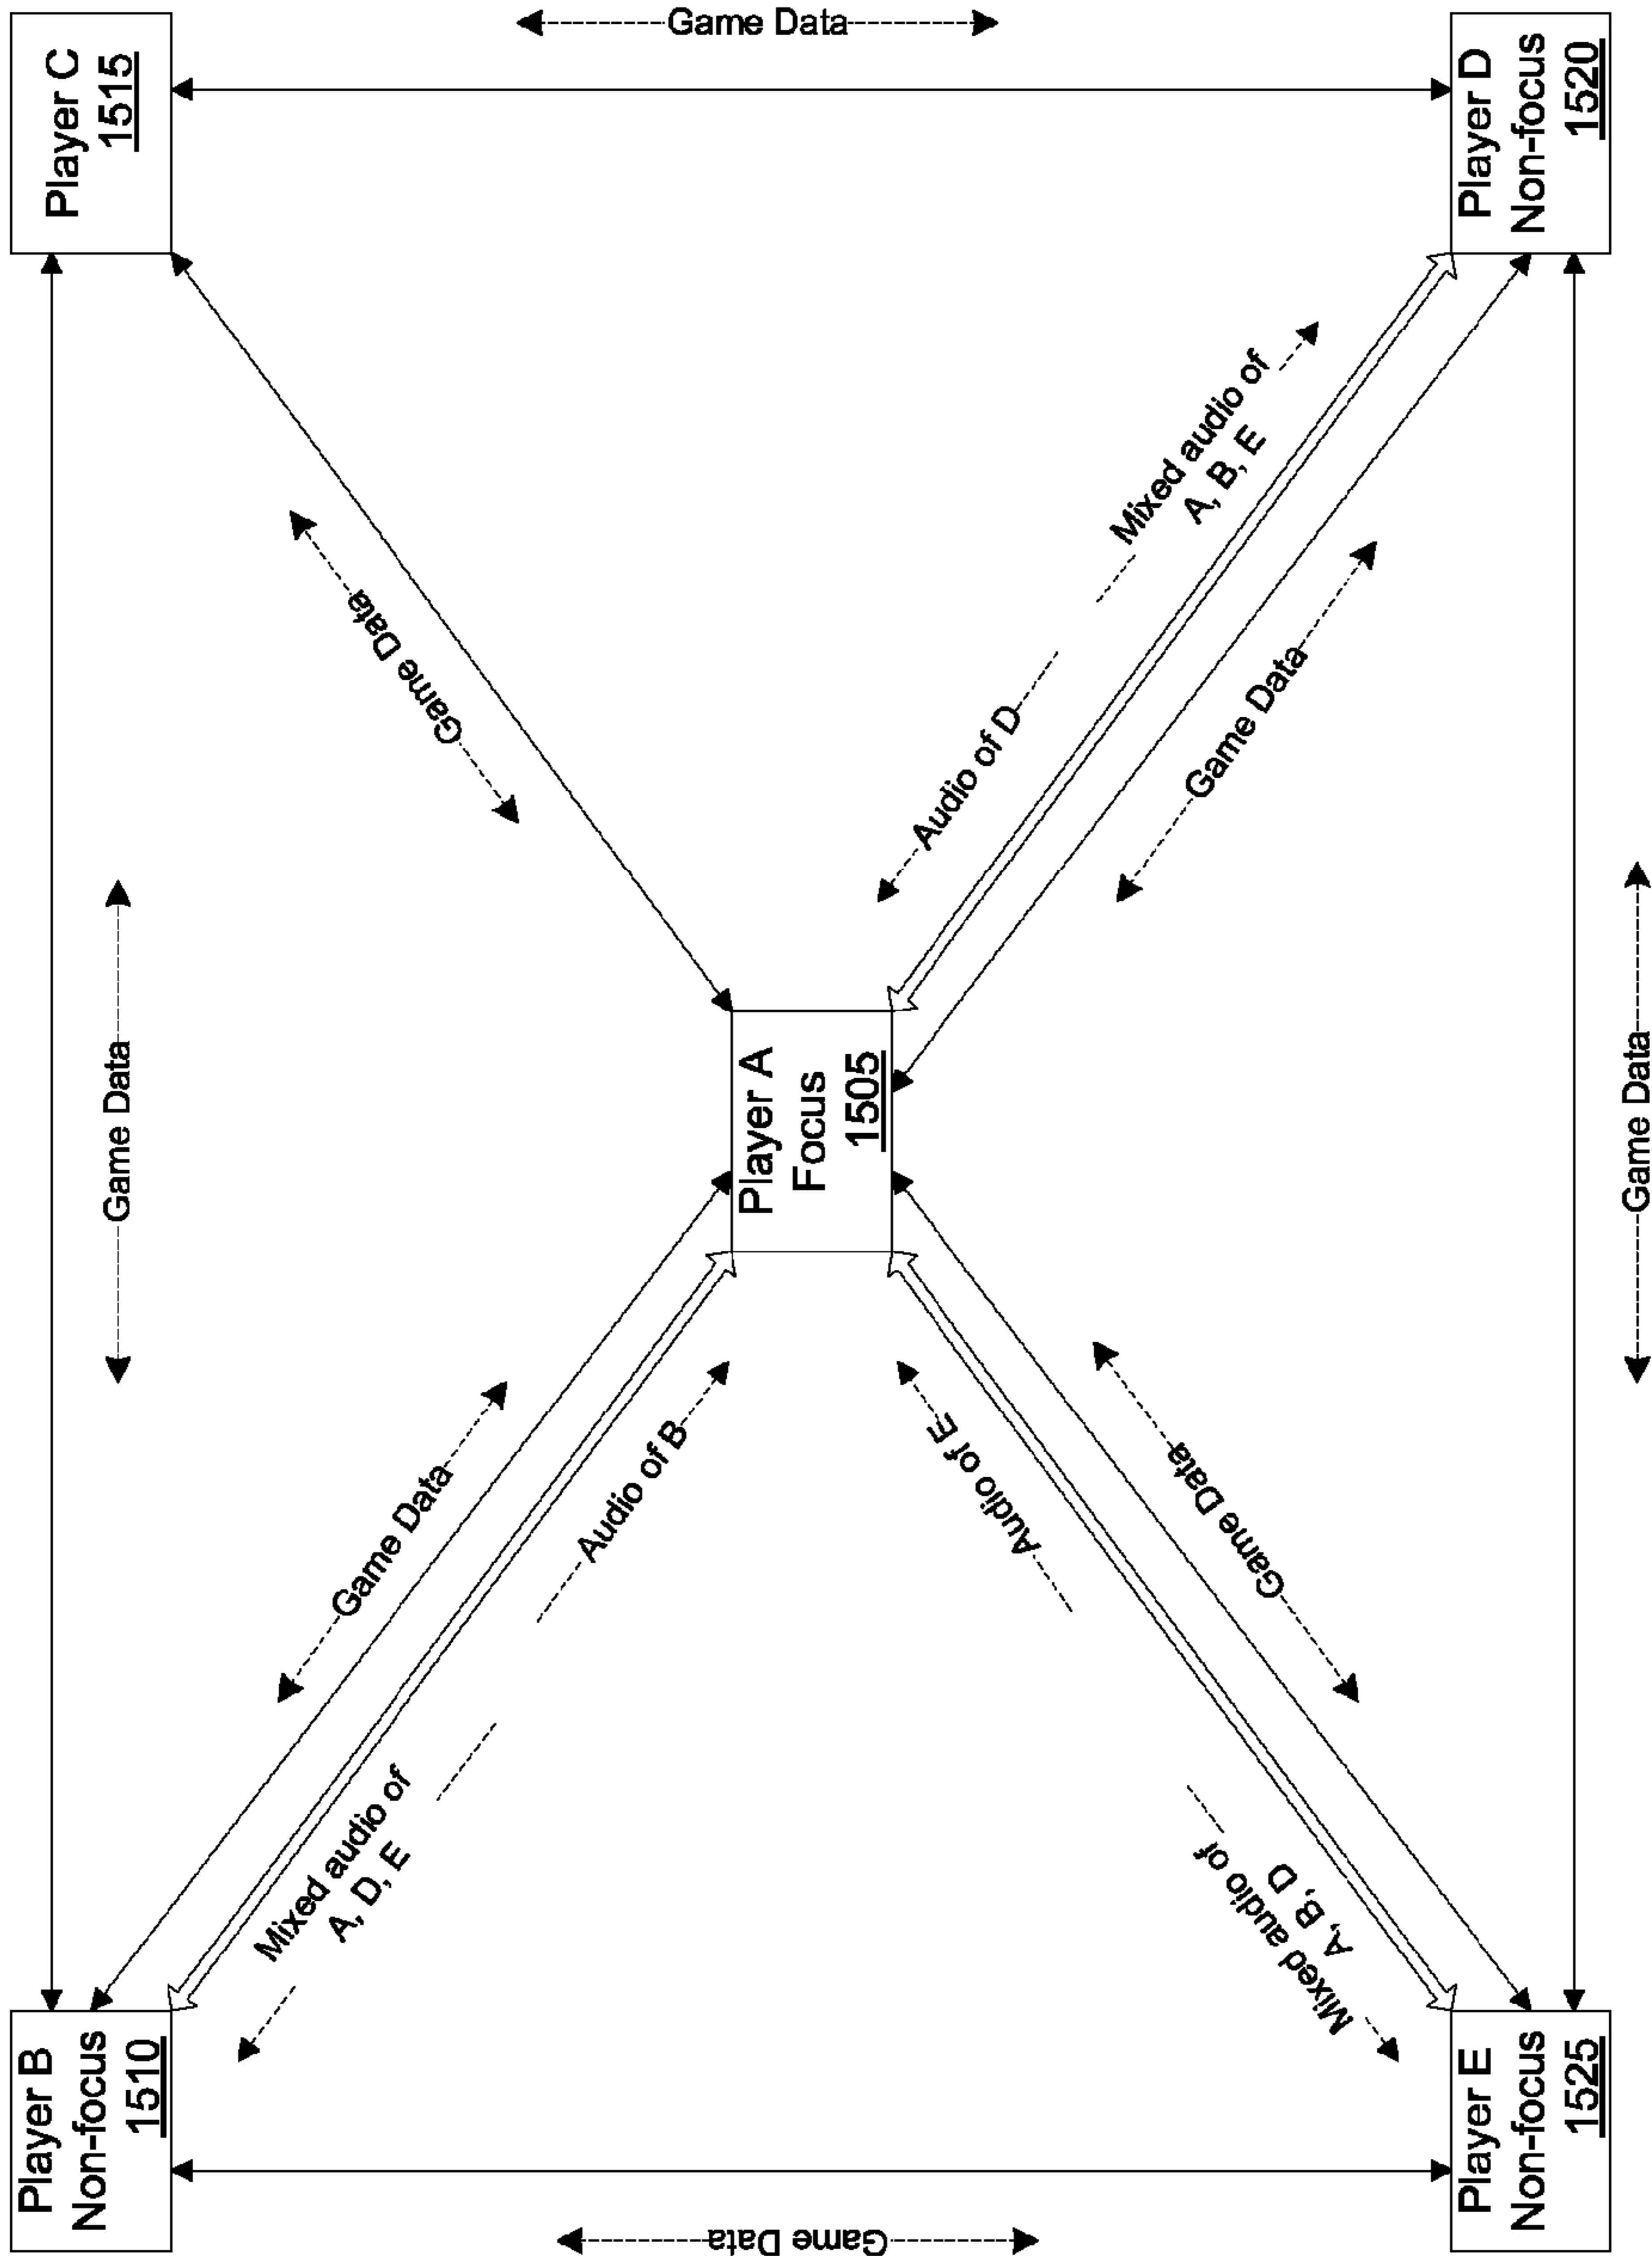 Player B
Non-focus
1510
Player C
1515
Game Data
Game Data
Game Data
Mixed audio of
A, D, E
Audio of B
Player A
Focus
1505
Game Data
Game Data
Audio of E
Mixed audio of
A, B, D
Game Data
Audio of D
Mixed audio of
A, B, E
Game Data
Game Data
Player E
Non-focus
1525
Player D
Non-focus
1520
Game Data